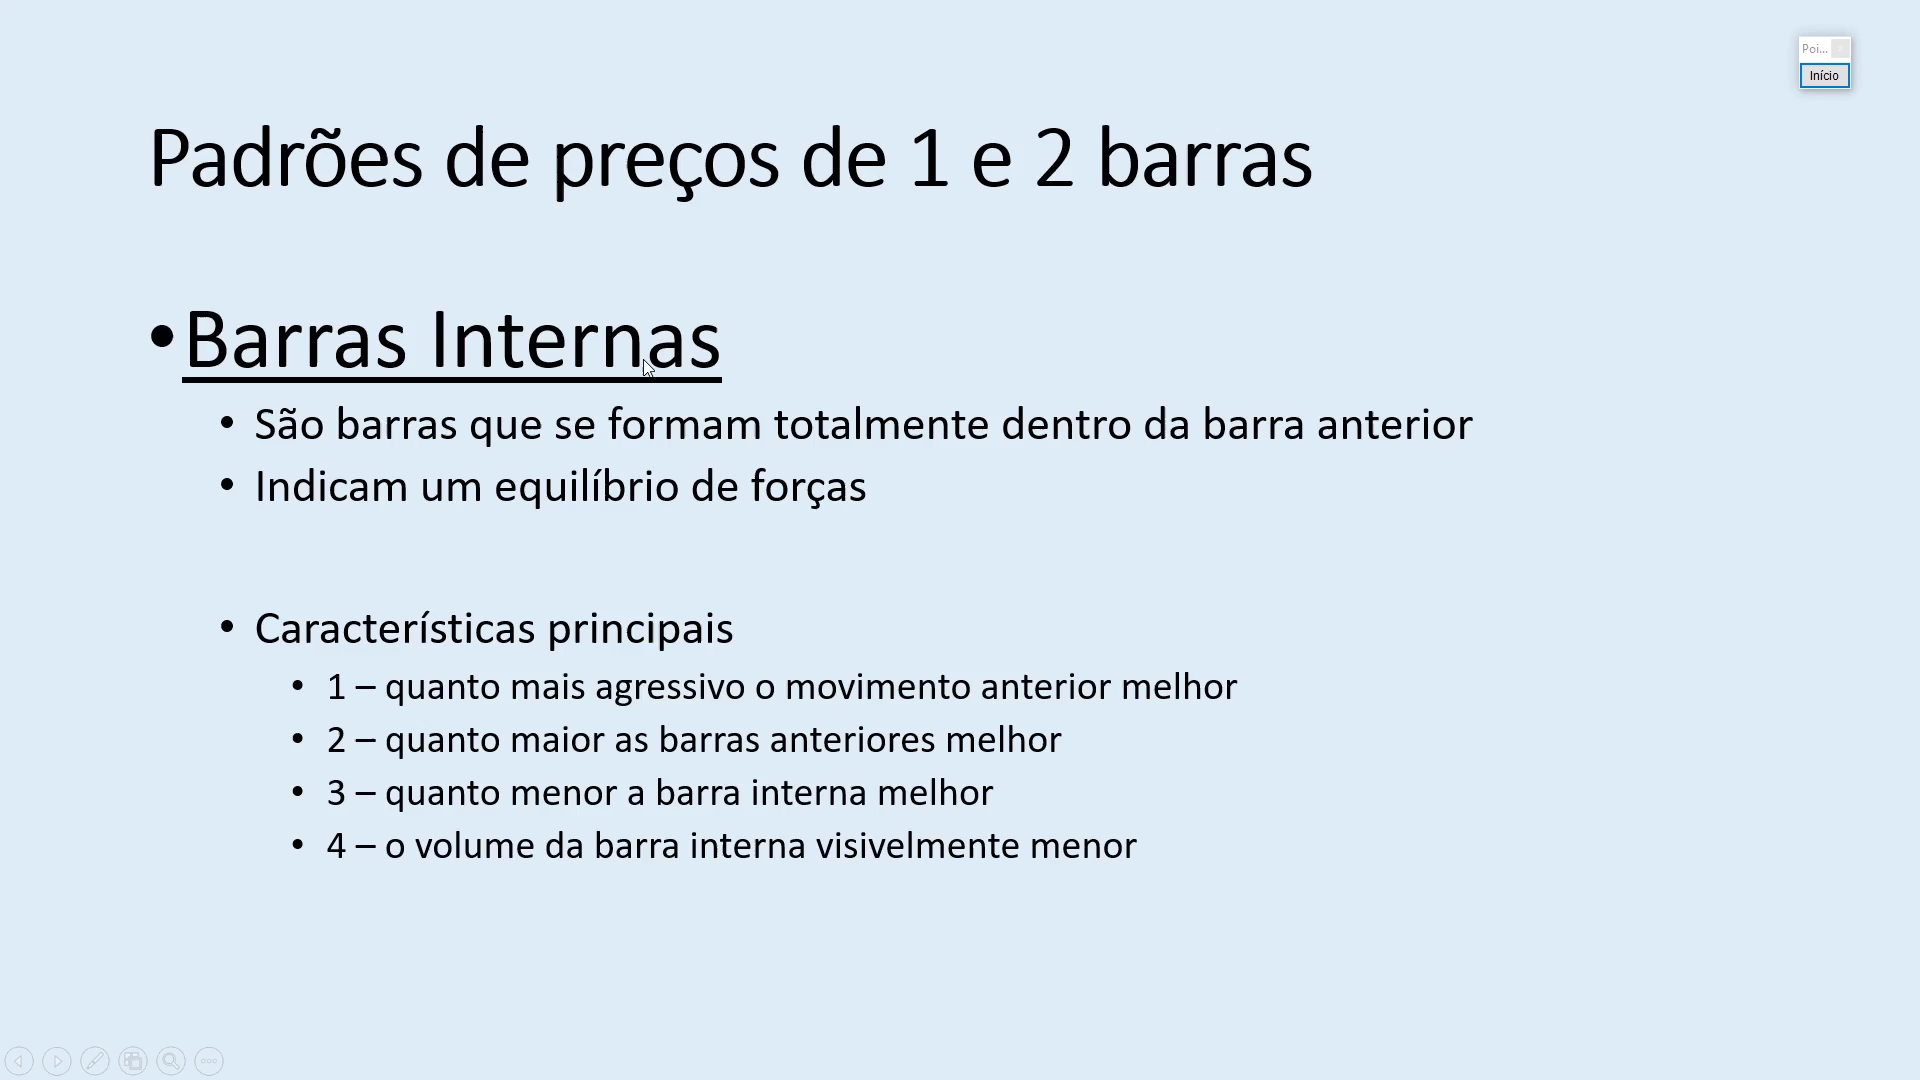 Poi...
Início
Padrões de preços de 1 e 2 barras
•Barras Internas
• São barras que se formam totalmente dentro da barra anterior
• Indicam um equilíbrio de forças
• Características principais
• 1 – quanto mais agressivo o movimento anterior melhor
• 2 – quanto maior as barras anteriores melhor
• 3 – quanto menor a barra interna melhor
• 4 – o volume da barra interna visivelmente menor